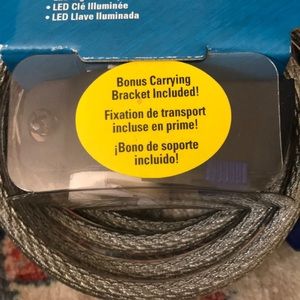 • LED Clé Illuminée
• LED Llave Iluminada
Bonus Carrying
Bracket Included!
Fixation de transport
incluse en prime!
¡Bono de soporte
incluido!